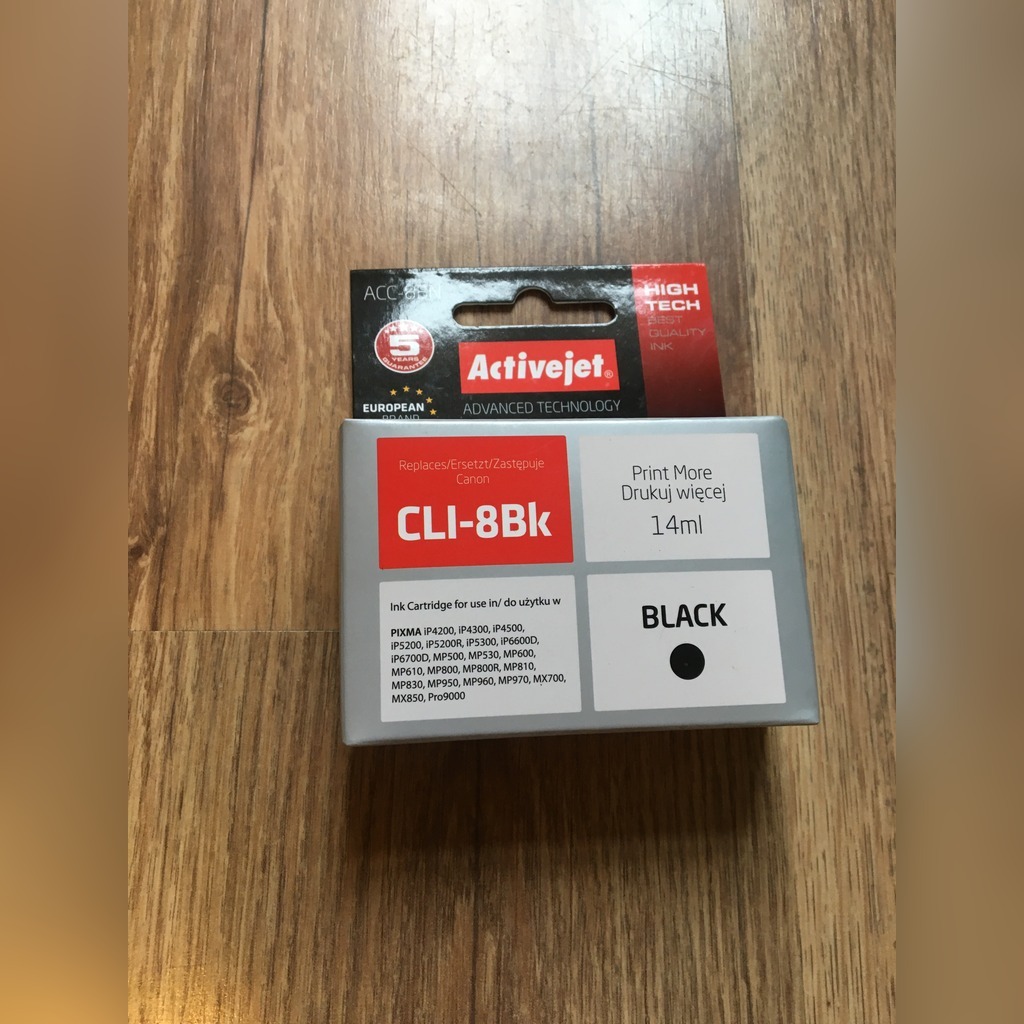 HIGH
TECH
BEST
QUALITY
INK
5
YEARS
GUARANTEE
Activejet®
EUROPEAN
BRAND
ADVANCED TECHNOLOGY
Replaces/Ersetzt/Zastępuje
Canon
CLI-8Bk
Print More
Drukuj więcej
14ml
Ink Cartridge for use in/ do użytku w
PIXMA iP4200, iP4300, iP4500,
iP5200, iP5200R, iP5300, iP6600D,
iP6700D, MP500, MP530, MP600,
MP610, MP800, MP800R, MP810,
MP830, MP950, MP960, MP970, MX700,
MX850, Pro9000
BLACK